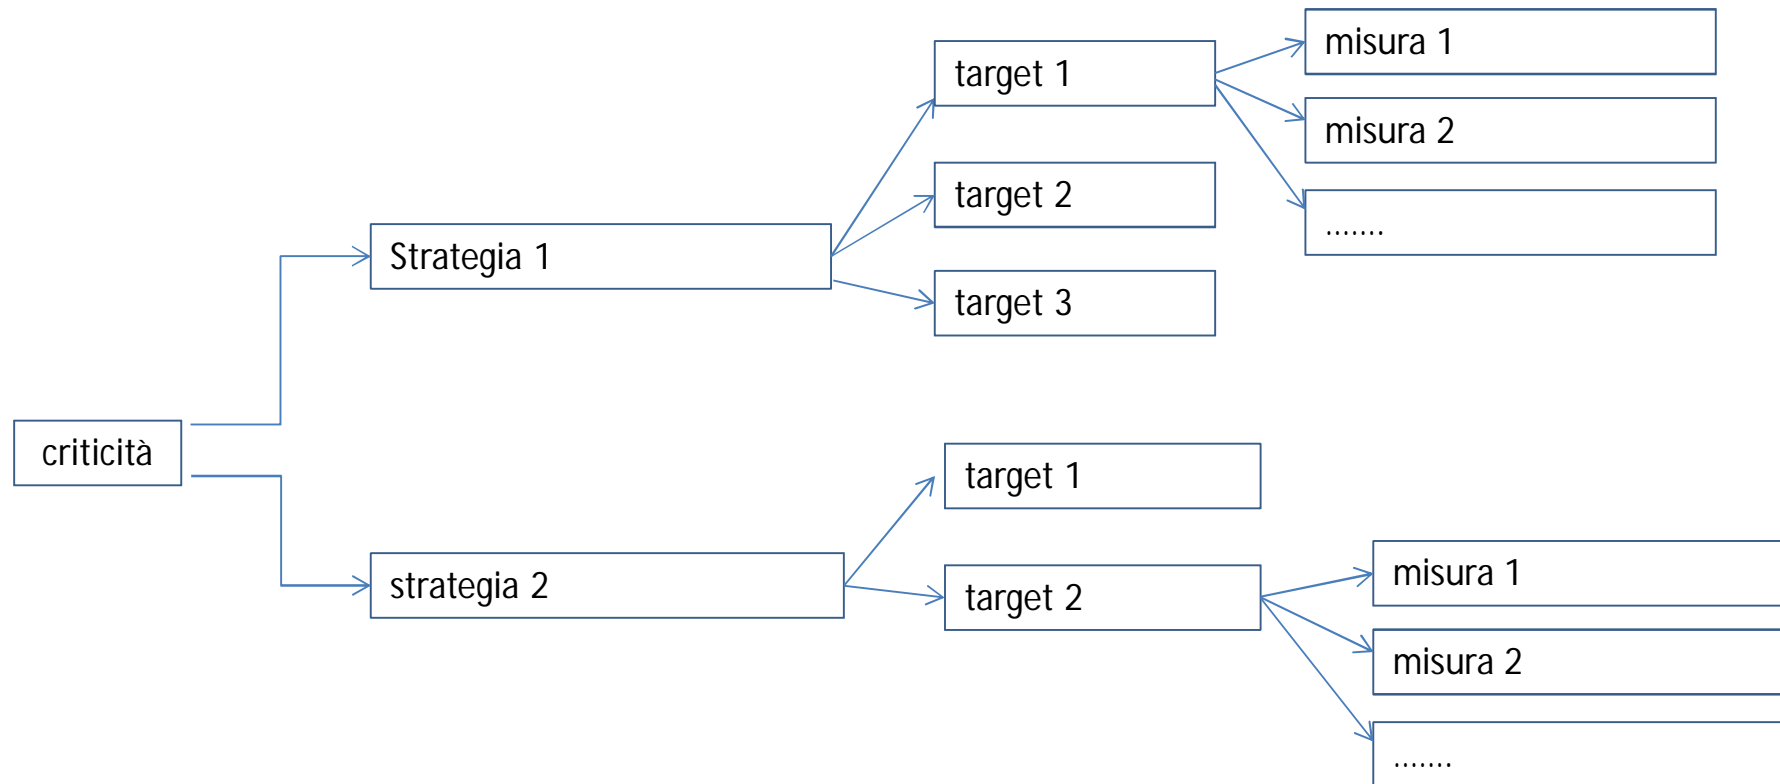 misura 1
target 1
misura 2
target 2
.......
Strategia 1
target 3
criticità
target 1
misura 1
strategia 2
target 2
misura 2
.......